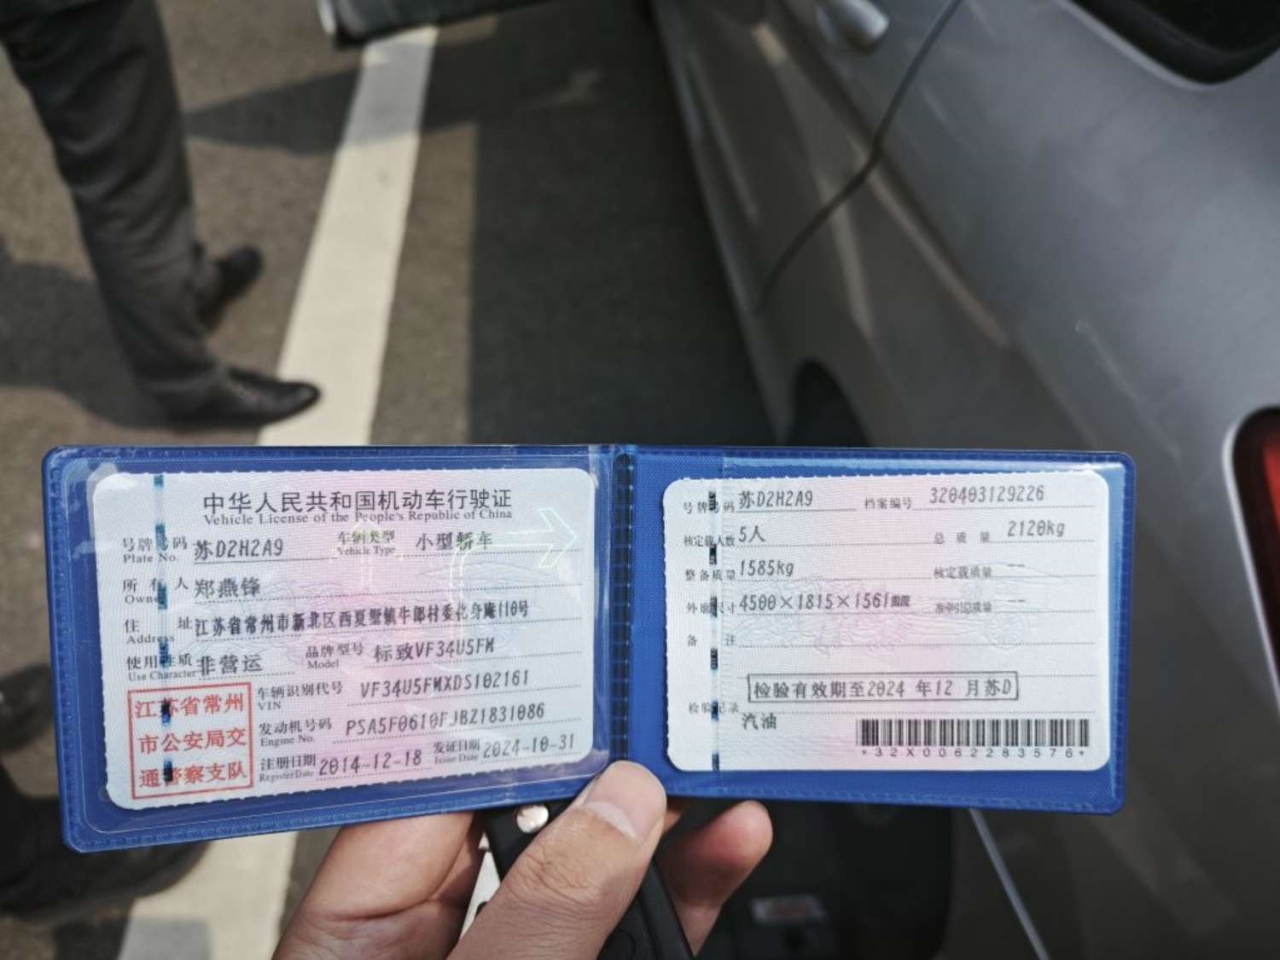 中华人民共和国机动车行驶证
Vehicle License of the People's Republic of China
号牌号码 苏D2H2A9 车辆类型 小型轿车
Plate No. Vehicle Type
所有人 郑燕锋
Owner
住址 江苏省常州市新北区西夏墅镇牛郎村委化身庵110号
Address
使用性质 非营运 品牌型号 标致VF34U5FM
Use Character Model
江苏省常州
市公安局交
通警察支队
车辆识别代号 VF34U5FMXDS102161
VIN
发动机号码 PSA5F0610FJBZ1831086
Engine No.
注册日期 2014-12-18 发证日期 2024-10-31
Register Date Issue Date
号牌号码 苏D2H2A9 档案编号 320403129226
核定载人数 5人 总质量 2120kg
整备质量 1585kg 核定载质量 --
外廓尺寸 4500×1815×1561 准牵引总质量 --
备注
检验有效期至2024 年12 月苏D
检验记录
汽油
*32X0062283576*